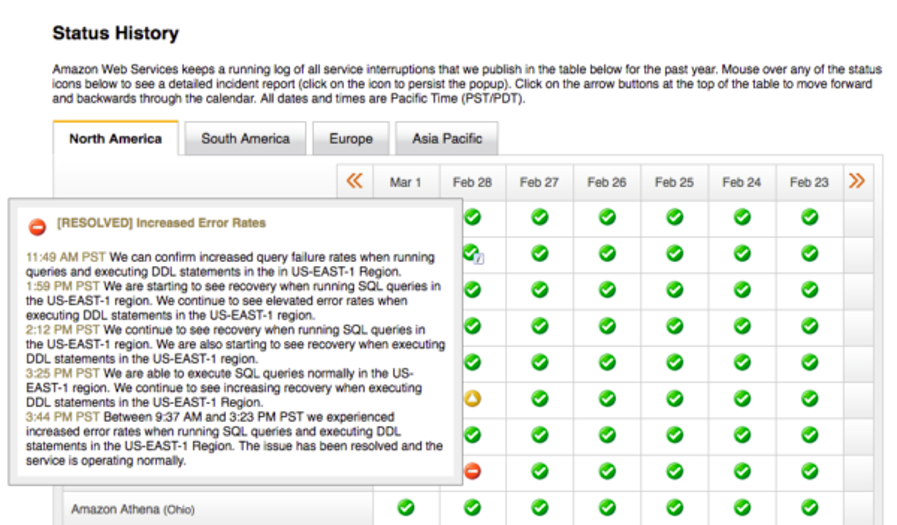 Status History
Amazon Web Services keeps a running log of all service interruptions that we publish in the table below for the past year. Mouse over any of the status
icons below to see a detailed incident report (click on the icon to persist the popup). Click on the arrow buttons at the top of the table to move forward
and backwards through the calendar. All dates and times are Pacific Time (PST/PDT).
North America South America Europe Asia Pacific
Mar 1 Feb 28 Feb 27 Feb 26 Feb 25 Feb 24 Feb 23
[RESOLVED] Increased Error Rates
11:49 AM PST We can confirm increased query failure rates when running
queries and executing DDL statements in the in US-EAST-1 Region.
1:59 PM PST We are starting to see recovery when running SQL queries in
the US-EAST-1 region. We continue to see elevated error rates when
executing DDL statements in the US-EAST-1 region.
2:12 PM PST We continue to see recovery when running SQL queries in
the US-EAST-1 region. We are also starting to see recovery when executing
DDL statements in the US-EAST-1 region.
3:25 PM PST We are able to execute SQL queries normally in the US-
EAST-1 region. We continue to see increasing recovery when executing
DDL statements in the US-EAST-1 Region.
3:44 PM PST Between 9:37 AM and 3:23 PM PST we experienced
increased error rates when running SQL queries and executing DDL
statements in the US-EAST-1 Region. The issue has been resolved and the
service is operating normally.
Amazon Athena (Ohio)